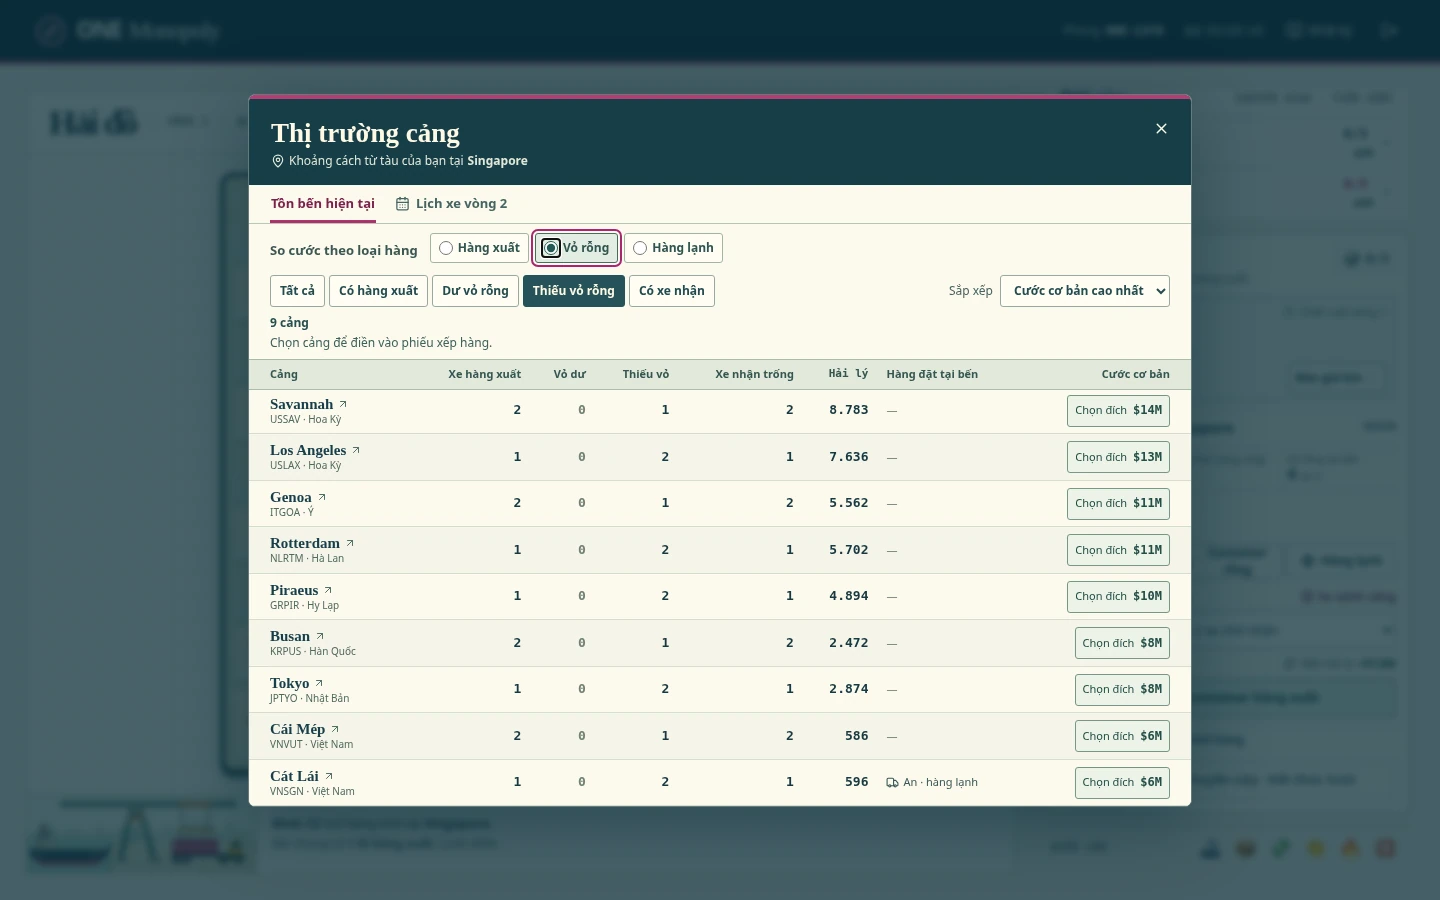 ONE Monopoly
Hải đồ
Thị trường cảng
Khoảng cách từ tàu của bạn tại Singapore
Tồn bến hiện tại
Lịch xe vòng 2
So cước theo loại hàng
Hàng xuất
Vỏ rỗng
Hàng lạnh
Tất cả
Có hàng xuất
Dư vỏ rỗng
Thiếu vỏ rỗng
Có xe nhận
Sắp xếp
Cước cơ bản cao nhất
9 cảng
Chọn cảng để điền vào phiếu xếp hàng.
Cảng Xe hàng xuất Vỏ dư Thiếu vỏ Xe nhận trống Hải lý Hàng đặt tại bến Cước cơ bản
Savannah 2 0 1 2 8.783 — Chọn đích $14M
USSAV · Hoa Kỳ
Los Angeles 1 0 2 1 7.636 — Chọn đích $13M
USLAX · Hoa Kỳ
Genoa 2 0 1 2 5.562 — Chọn đích $11M
ITGOA · Ý
Rotterdam 1 0 2 1 5.702 — Chọn đích $11M
NLRTM · Hà Lan
Piraeus 1 0 2 1 4.894 — Chọn đích $10M
GRPIR · Hy Lạp
Busan 2 0 1 2 2.472 — Chọn đích $8M
KRPUS · Hàn Quốc
Tokyo 1 0 2 1 2.874 — Chọn đích $8M
JPTYO · Nhật Bản
Cái Mép 2 0 1 2 586 — Chọn đích $6M
VNVUT · Việt Nam
Cát Lái 1 0 2 1 596 An · hàng lạnh Chọn đích $6M
VNSGN · Việt Nam